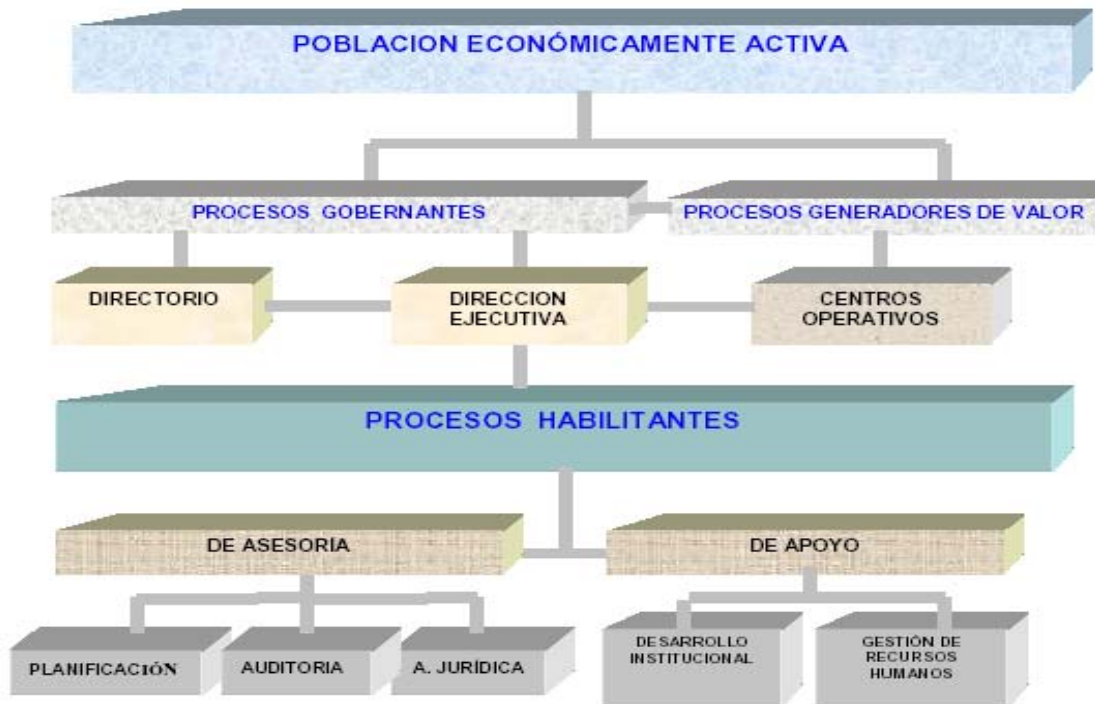 POBLACION ECONÓMICAMENTE ACTIVA
PROCESOS GOBERNANTES
PROCESOS GENERADORES DE VALOR
DIRECTORIO
DIRECCION
EJECUTIVA
CENTROS
OPERATIVOS
PROCESOS HABILITANTES
DE ASESORÍA
DE APOYO
PLANIFICACIÓN
AUDITORIA
A. JURÍDICA
DESARROLLO
INSTITUCIONAL
GESTIÓN DE
RECURSOS
HUMANOS